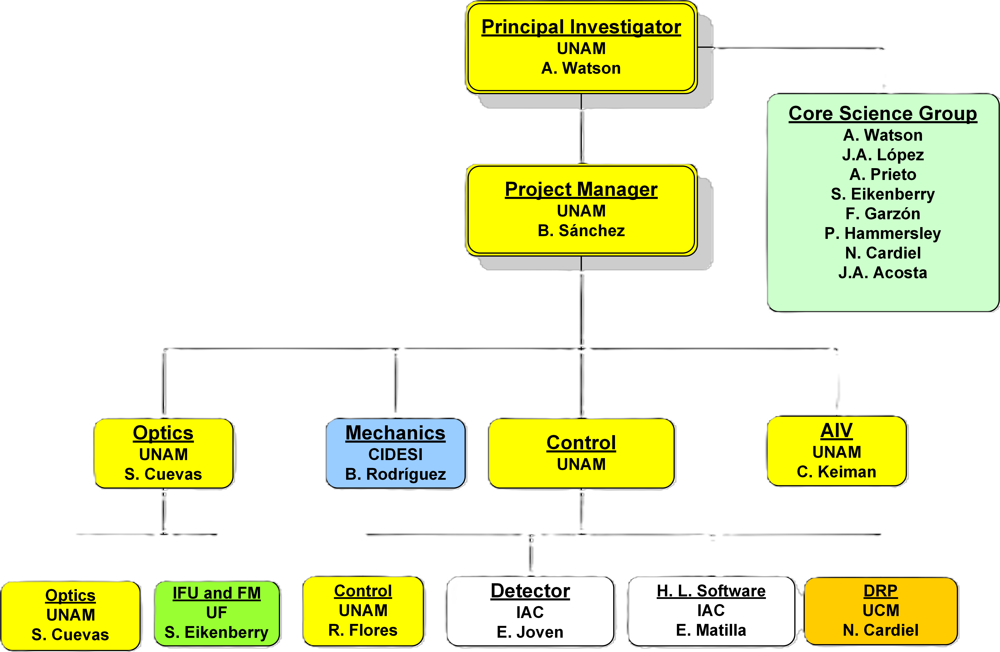 Principal Investigator
UNAM
A. Watson
Core Science Group
A. Watson
J.A. López
A. Prieto
S. Eikenberry
F. Garzón
P. Hammersley
N. Cardiel
J.A. Acosta
Project Manager
UNAM
B. Sánchez
Optics
UNAM
S. Cuevas
Mechanics
CIDESI
B. Rodríguez
Control
UNAM
AIV
UNAM
C. Keiman
Optics
UNAM
S. Cuevas
IFU and FM
UF
S. Eikenberry
Control
UNAM
R. Flores
Detector
IAC
E. Joven
H. L. Software
IAC
E. Matilla
DRP
UCM
N. Cardiel